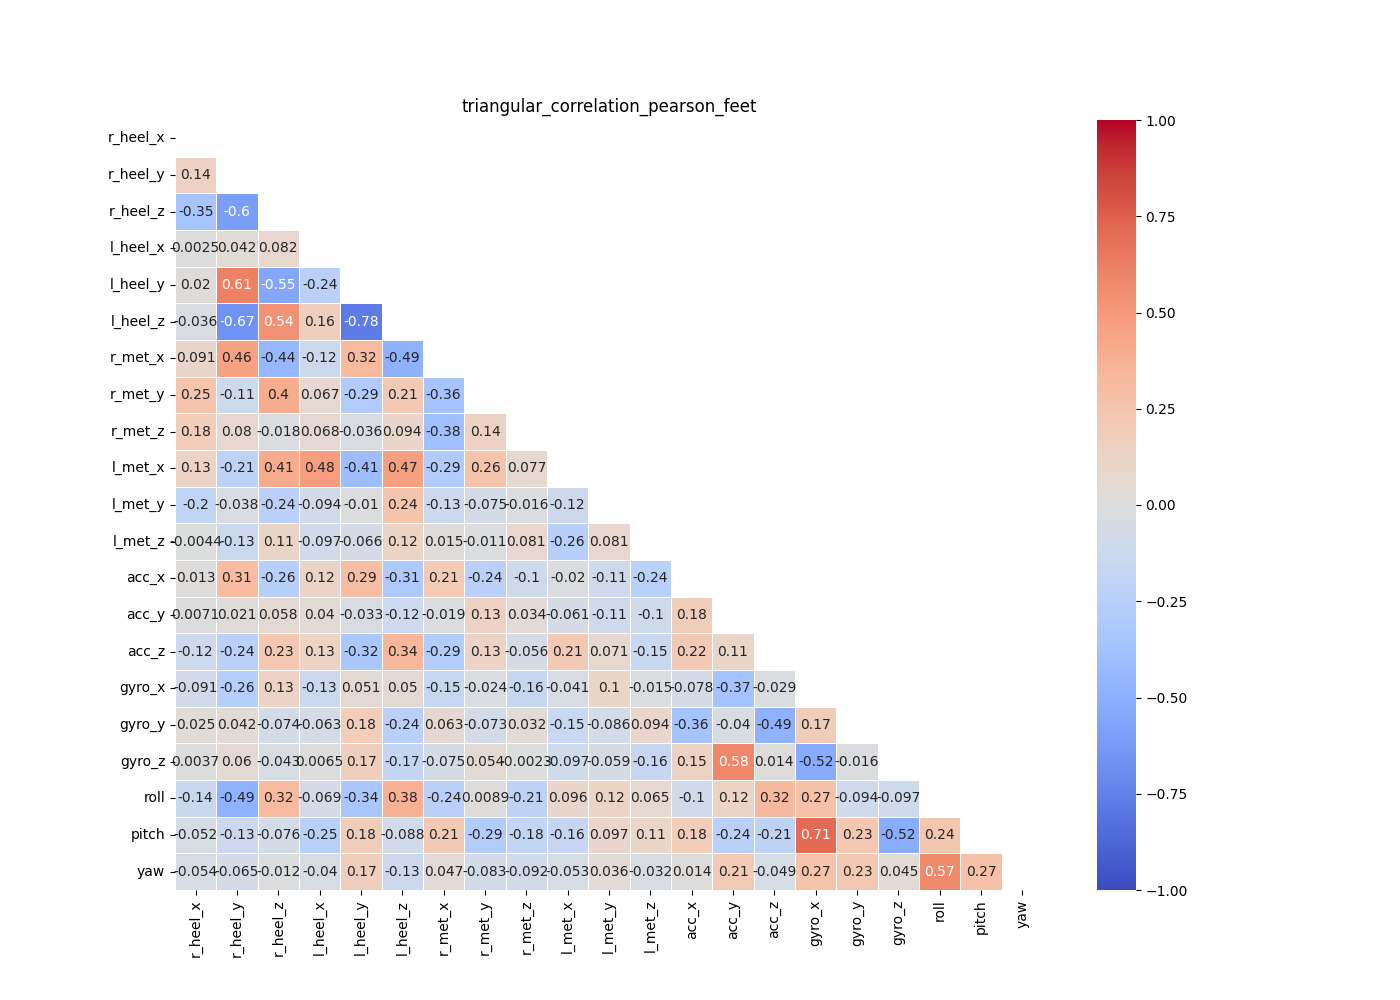 triangular_correlation_pearson_feet
r_heel_x
r_heel_y 0.14
r_heel_z -0.35 -0.6
l_heel_x 0.0025 0.042 0.082
l_heel_y 0.02 0.61 -0.55 -0.24
l_heel_z -0.036 -0.67 0.54 0.16 -0.78
r_met_x 0.091 0.46 -0.44 -0.12 0.32 -0.49
r_met_y 0.25 -0.11 0.4 0.067 -0.29 0.21 -0.36
r_met_z 0.18 0.08 -0.018 0.068 -0.036 0.094 -0.38 0.14
l_met_x 0.13 -0.21 0.41 0.48 -0.41 0.47 -0.29 0.26 0.077
l_met_y -0.2 -0.038 -0.24 -0.094 -0.01 0.24 -0.13 -0.075 -0.016 -0.12
l_met_z -0.0044 -0.13 0.11 -0.097 -0.066 0.12 0.015 -0.011 0.081 -0.26 0.081
acc_x 0.013 0.31 -0.26 0.12 0.29 -0.31 0.21 -0.24 -0.1 -0.02 -0.11 -0.24
acc_y 0.0071 0.021 0.058 0.04 -0.033 -0.12 -0.019 0.13 0.034 -0.061 -0.11 -0.1 0.18
acc_z -0.12 -0.24 0.23 0.13 -0.32 0.34 -0.29 0.13 -0.056 0.21 0.071 -0.15 0.22 0.11
gyro_x -0.091 -0.26 0.13 -0.13 0.051 0.05 -0.15 -0.024 -0.16 -0.041 0.1 -0.015 -0.078 -0.37 -0.029
gyro_y 0.025 0.042 -0.074 -0.063 0.18 -0.24 0.063 -0.073 0.032 -0.15 -0.086 0.094 -0.36 -0.04 -0.49 0.17
gyro_z 0.0037 0.06 -0.043 0.0065 0.17 -0.17 -0.075 0.054 0.0023 -0.097 -0.059 -0.16 0.15 0.58 0.014 -0.52 -0.016
roll -0.14 -0.49 0.32 -0.069 -0.34 0.38 -0.24 0.0089 -0.21 0.096 0.12 0.065 -0.1 0.12 0.32 0.27 -0.094 -0.097
pitch -0.052 -0.13 -0.076 -0.25 0.18 -0.088 0.21 -0.29 -0.18 -0.16 0.097 0.11 0.18 -0.24 -0.21 0.71 0.23 -0.52 0.24
yaw -0.054 -0.065 -0.012 -0.04 0.17 -0.13 0.047 -0.083 -0.092 -0.053 0.036 -0.032 0.014 0.21 -0.049 0.27 0.23 0.045 0.57 0.27
r_heel_x r_heel_y r_heel_z l_heel_x l_heel_y l_heel_z r_met_x r_met_y r_met_z l_met_x l_met_y l_met_z acc_x acc_y acc_z gyro_x gyro_y gyro_z roll pitch yaw
1.00
0.75
0.50
0.25
0.00
−0.25
−0.50
−0.75
−1.00